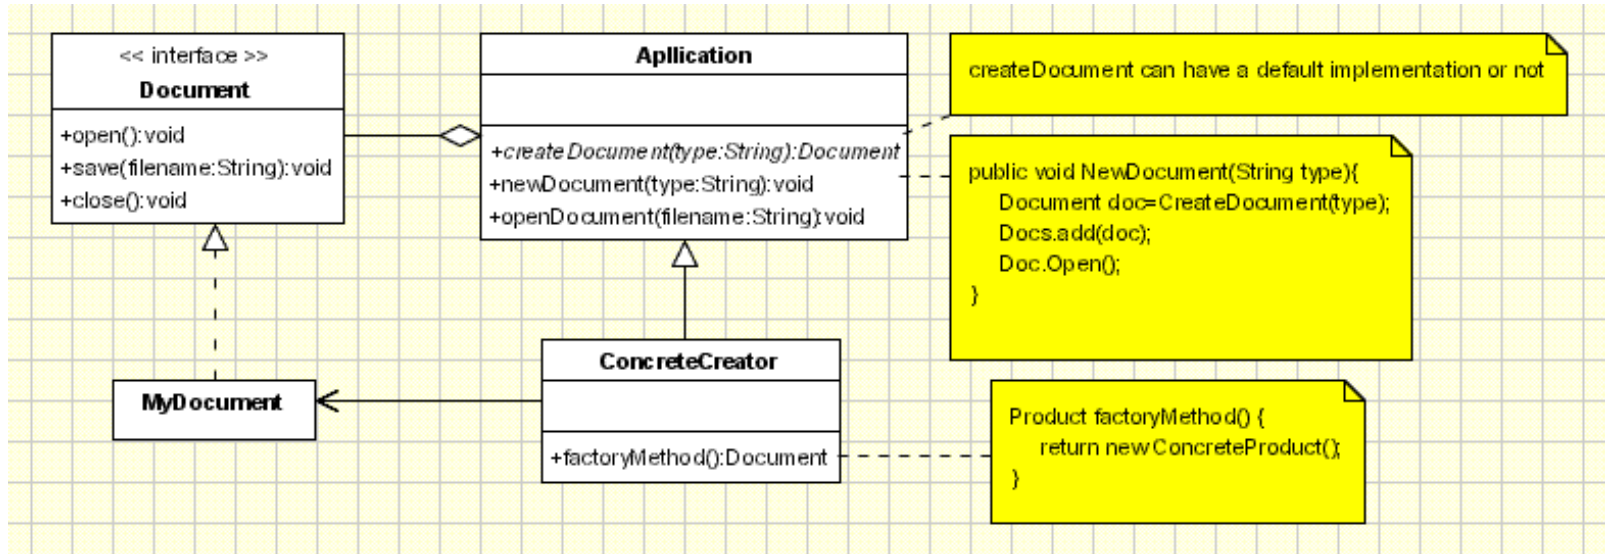 << interface >>
Document
+open():void
+save(filename:String):void
+close():void
Apllication
+createDocument(type:String):Document
+newDocument(type:String):void
+openDocument(filename:String):void
createDocument can have a default implementation or not
public void NewDocument(String type){
Document doc=CreateDocument(type);
Docs.add(doc);
Doc.Open();
}
MyDocument
ConcreteCreator
+factoryMethod():Document
Product factoryMethod() {
return new ConcreteProduct();
}